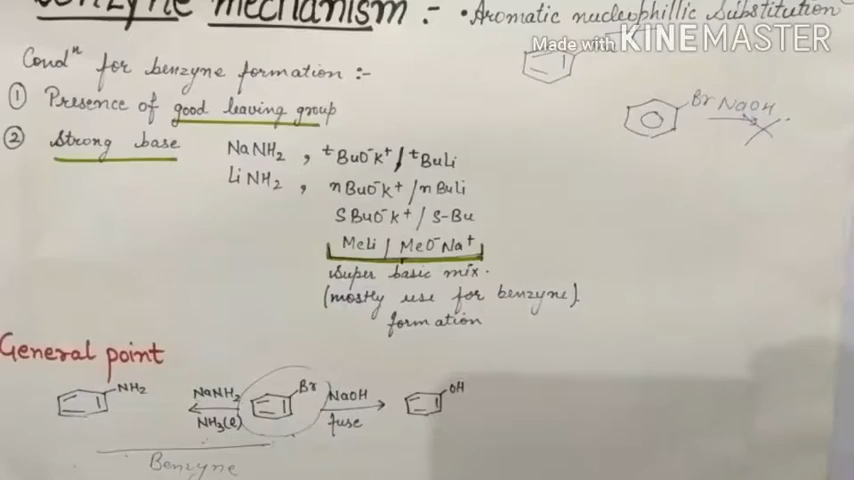 Benzyne mechanism :- • Aromatic nucleophillic Substitution
Made with KINEMASTER
Condⁿ for benzyne formation :-
① Presence of good leaving group
Br NaOH
② Strong base
NaNH₂ , ᵗBuO⁻K⁺ / ᵗBuLi
LiNH₂ , nBuO⁻K⁺ / nBuLi
SBuO⁻K⁺ / S-Bu
MeLi / MeO⁻Na⁺
Super basic mix.
(mostly use for benzyne)
formation
General point
NH₂ NaNH₂ Br NaOH OH
NH₃(l) fuse
Benzyne